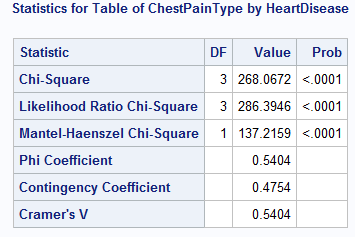 Statistics for Table of ChestPainType by HeartDisease
Statistic DF Value Prob
Chi-Square 3 268.0672 <.0001
Likelihood Ratio Chi-Square 3 286.3946 <.0001
Mantel-Haenszel Chi-Square 1 137.2159 <.0001
Phi Coefficient 0.5404
Contingency Coefficient 0.4754
Cramer's V 0.5404